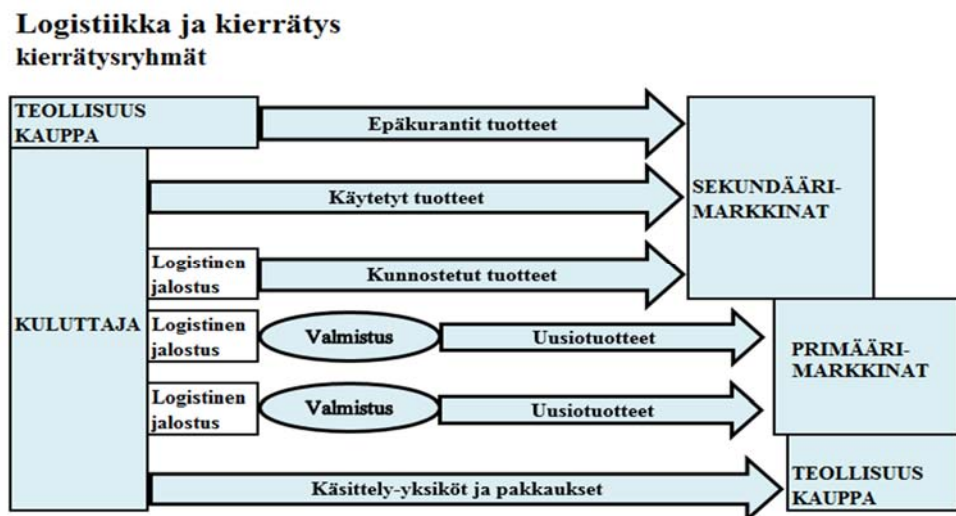 Logistiikka ja kierrätys
kierrätysryhmät
TEOLLISUUS
KAUPPA
Epäkurantit tuotteet
Käytetyt tuotteet
SEKUNDÄÄRI-
MARKKINAT
Logistinen
jalostus
Kunnostetut tuotteet
KULUTTAJA
Logistinen
jalostus
Valmistus
Uusiotuotteet
PRIMÄÄRI-
MARKKINAT
Logistinen
jalostus
Valmistus
Uusiotuotteet
Käsittely-yksiköt ja pakkaukset
TEOLLISUUS
KAUPPA